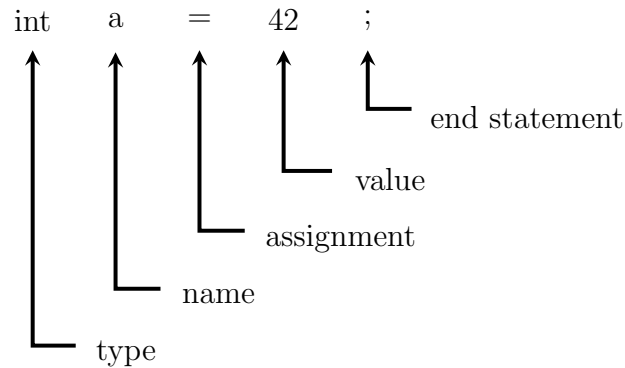 int a = 42 ;
end statement
value
assignment
name
type